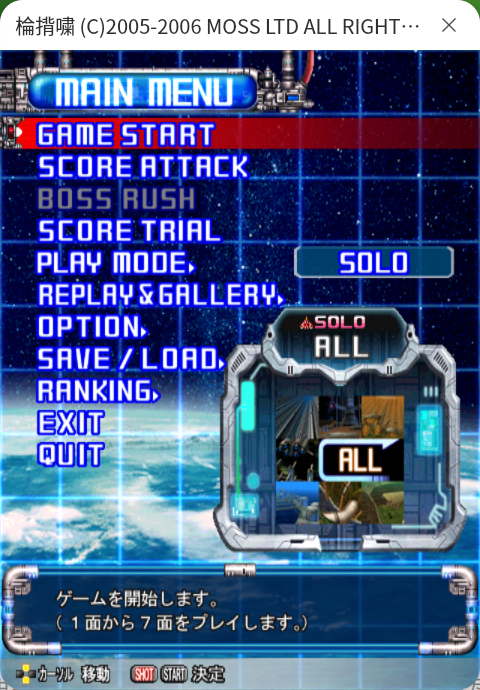 棆揹嘯 (C)2005-2006 MOSS LTD ALL RIGHT…
MAIN MENU
GAME START
SCORE ATTACK
BOSS RUSH
SCORE TRIAL
PLAY MODE
SOLO
REPLAY&GALLERY
OPTION
SAVE / LOAD
RANKING
EXIT
QUIT
SOLO
ALL
ALL
ゲームを開始します。
(1面から7面をプレイします。)
カーソル 移動 SHOT START 決定